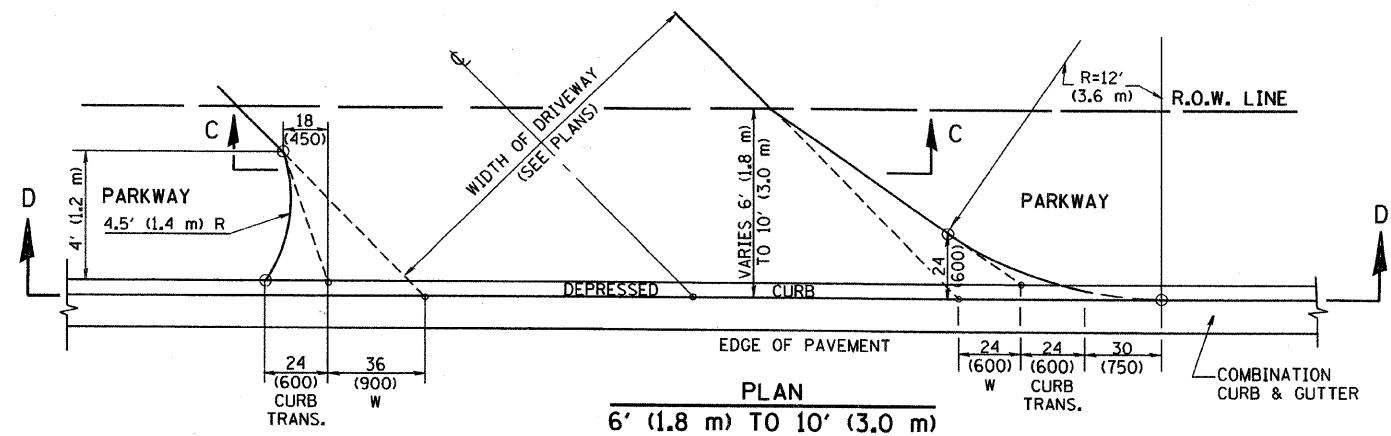 ℄
WIDTH OF DRIVEWAY
(SEE PLANS)
R=12'
(3.6 m)
R.O.W. LINE
C
18
(450)
C
VARIES 6' (1.8 m)
TO 10' (3.0 m)
4' (1.2 m)
PARKWAY
4.5' (1.4 m) R
PARKWAY
D
D
24
(600)
DEPRESSED CURB
EDGE OF PAVEMENT
24
(600)
CURB
TRANS.
36
(900)
W
24
(600)
W
24
(600)
CURB
TRANS.
30
(750)
COMBINATION
CURB & GUTTER
PLAN
6' (1.8 m) TO 10' (3.0 m)